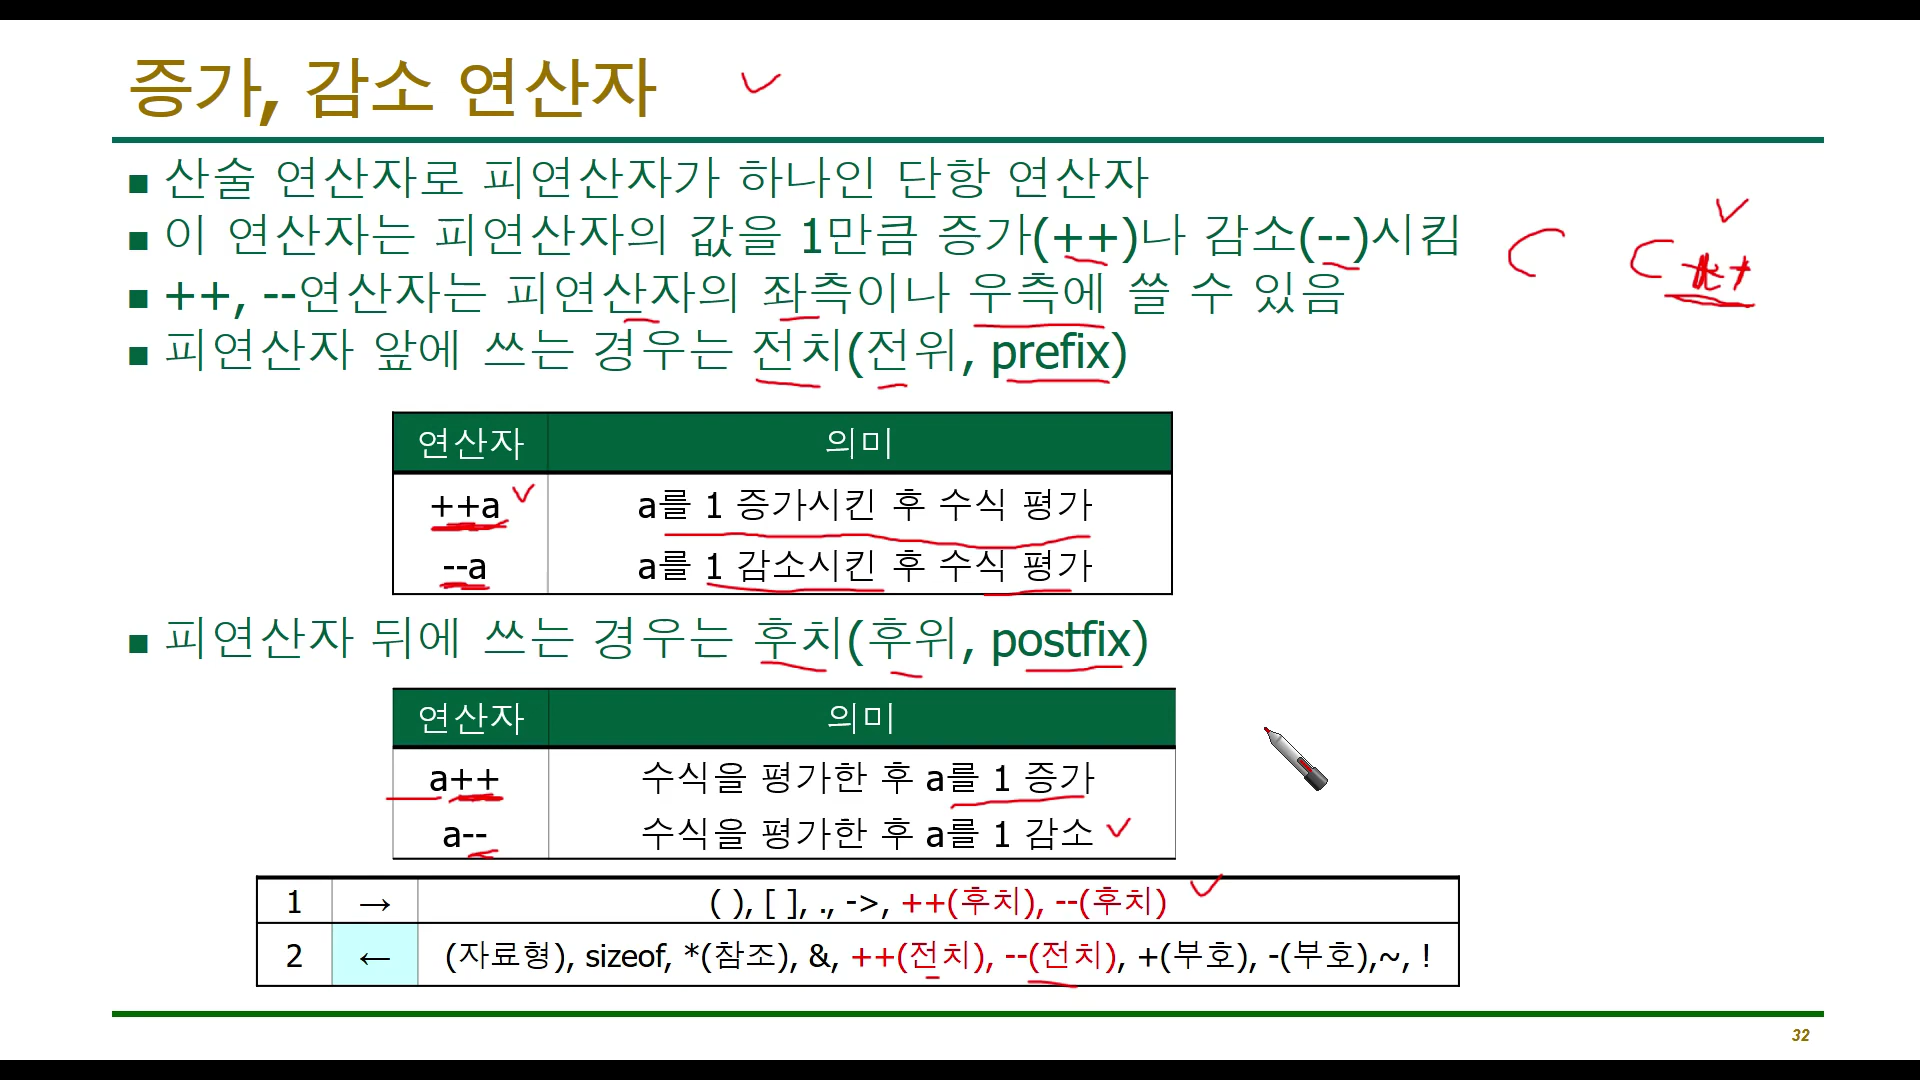 증가, 감소 연산자
■ 산술 연산자로 피연산자가 하나인 단항 연산자
■ 이 연산자는 피연산자의 값을 1만큼 증가(++)나 감소(--)시킴
■ ++, --연산자는 피연산자의 좌측이나 우측에 쓸 수 있음
■ 피연산자 앞에 쓰는 경우는 전치(전위, prefix)
연산자 의미
++a a를 1 증가시킨 후 수식 평가
--a a를 1 감소시킨 후 수식 평가
■ 피연산자 뒤에 쓰는 경우는 후치(후위, postfix)
연산자 의미
a++ 수식을 평가한 후 a를 1 증가
a-- 수식을 평가한 후 a를 1 감소
1 → ( ), [ ], ., ->, ++(후치), --(후치)
2 ← (자료형), sizeof, *(참조), &, ++(전치), --(전치), +(부호), -(부호),~, !
32